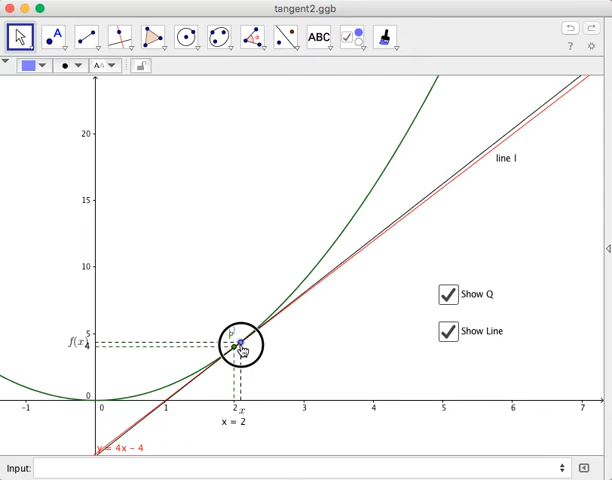 tangent2.ggb
A
ABC
α
?
AA
20
15
10
5
f(x)
4
0
line l
Show Q
Show Line
P
-1
0
1
2
x
3
4
5
6
7
x = 2
y = 4x – 4
Input: